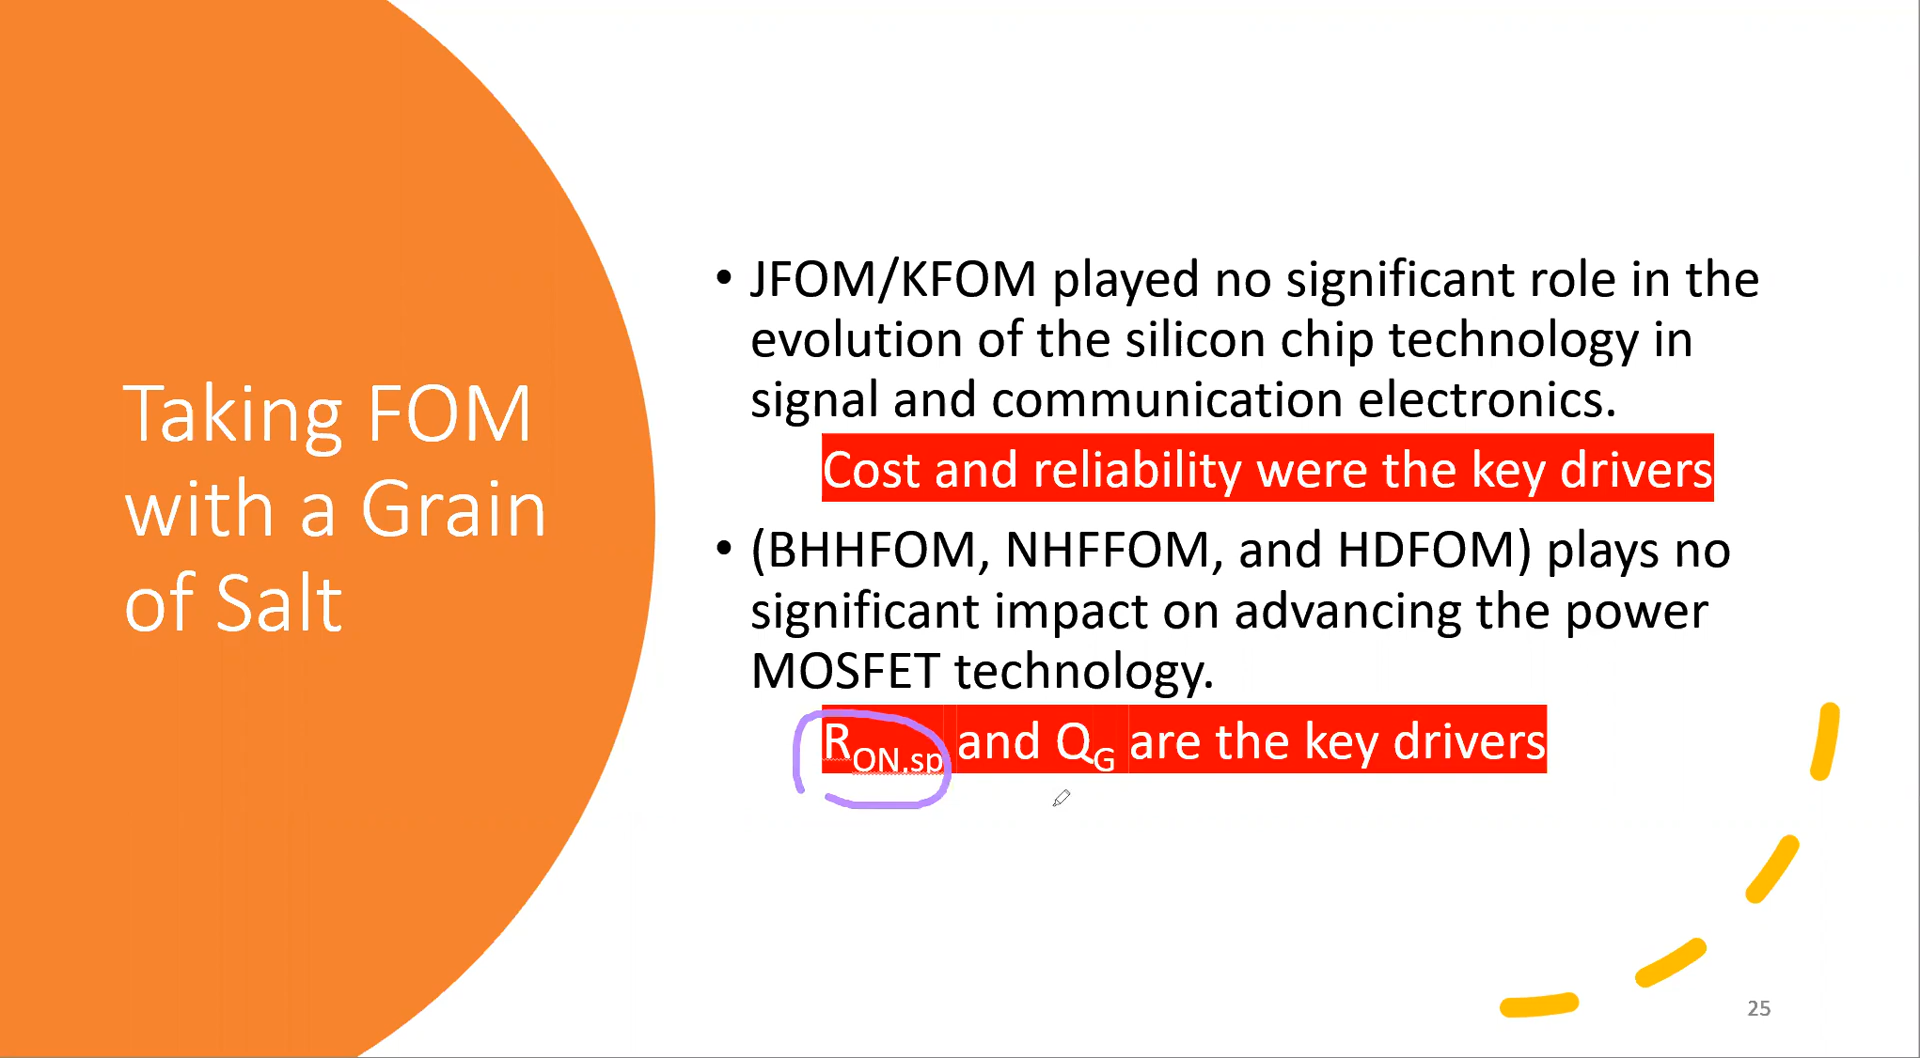 Taking FOM
with a Grain
of Salt
• JFOM/KFOM played no significant role in the
evolution of the silicon chip technology in
signal and communication electronics.
Cost and reliability were the key drivers
• (BHHFOM, NHFFOM, and HDFOM) plays no
significant impact on advancing the power
MOSFET technology.
RON.sp and QG are the key drivers
25